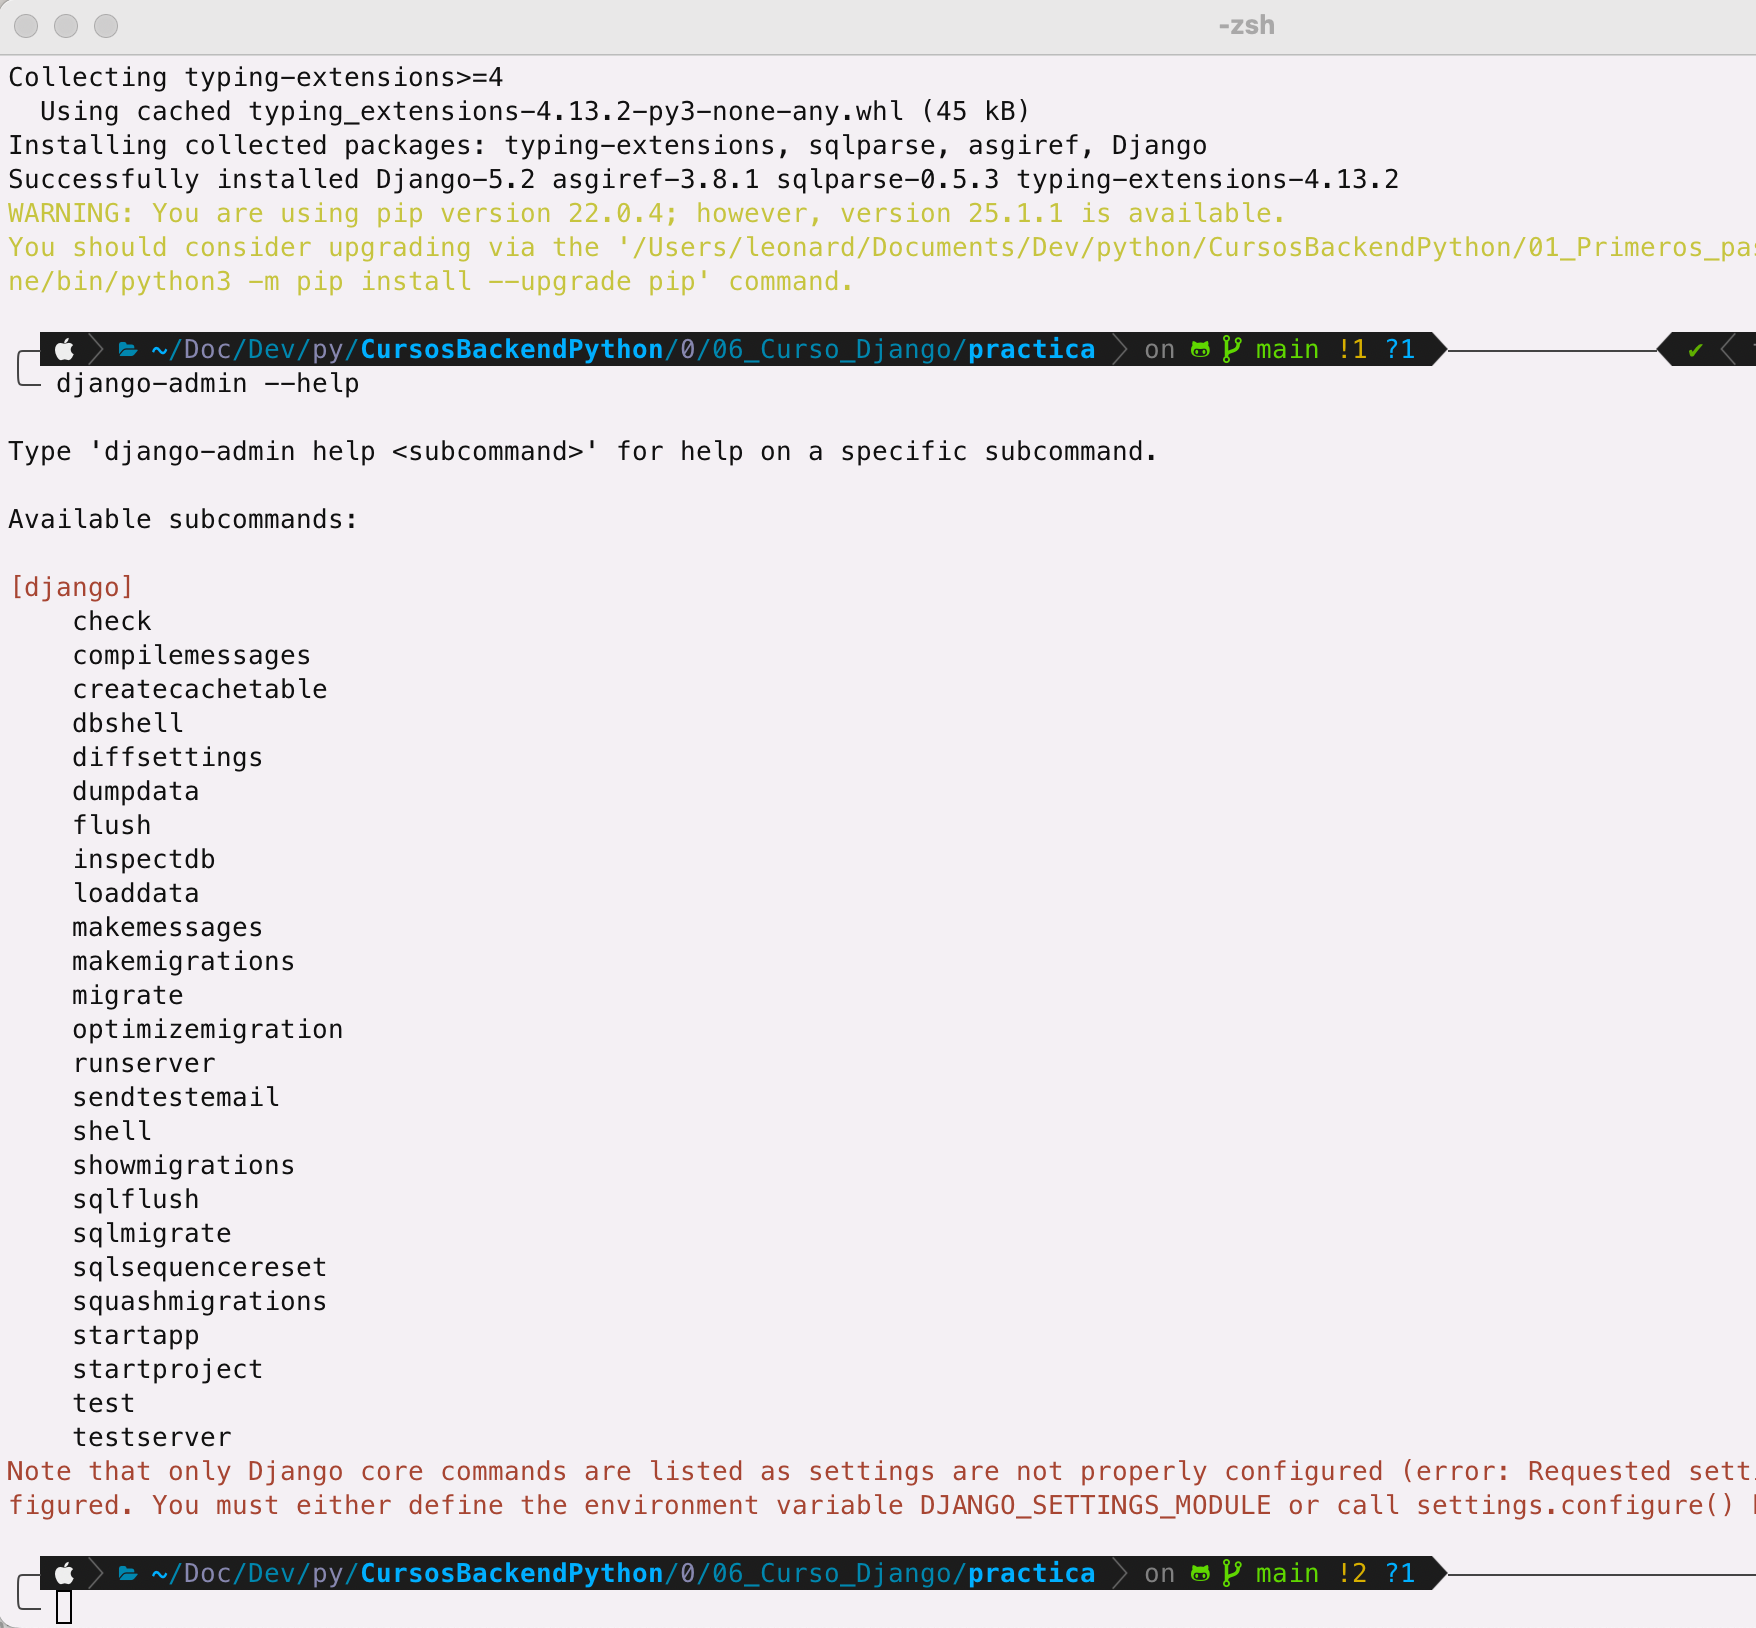 -zsh
Collecting typing-extensions>=4
  Using cached typing_extensions-4.13.2-py3-none-any.whl (45 kB)
Installing collected packages: typing-extensions, sqlparse, asgiref, Django
Successfully installed Django-5.2 asgiref-3.8.1 sqlparse-0.5.3 typing-extensions-4.13.2
WARNING: You are using pip version 22.0.4; however, version 25.1.1 is available.
You should consider upgrading via the '/Users/leonard/Documents/Dev/python/CursosBackendPython/01_Primeros_pas
ne/bin/python3 -m pip install --upgrade pip' command.
~/Doc/Dev/py/CursosBackendPython/0/06_Curso_Django/practica on main !1 ?1 ✔
django-admin --help
Type 'django-admin help <subcommand>' for help on a specific subcommand.
Available subcommands:
[django]
    check
    compilemessages
    createcachetable
    dbshell
    diffsettings
    dumpdata
    flush
    inspectdb
    loaddata
    makemessages
    makemigrations
    migrate
    optimizemigration
    runserver
    sendtestemail
    shell
    showmigrations
    sqlflush
    sqlmigrate
    sqlsequencereset
    squashmigrations
    startapp
    startproject
    test
    testserver
Note that only Django core commands are listed as settings are not properly configured (error: Requested sett
figured. You must either define the environment variable DJANGO_SETTINGS_MODULE or call settings.configure()
~/Doc/Dev/py/CursosBackendPython/0/06_Curso_Django/practica on main !2 ?1